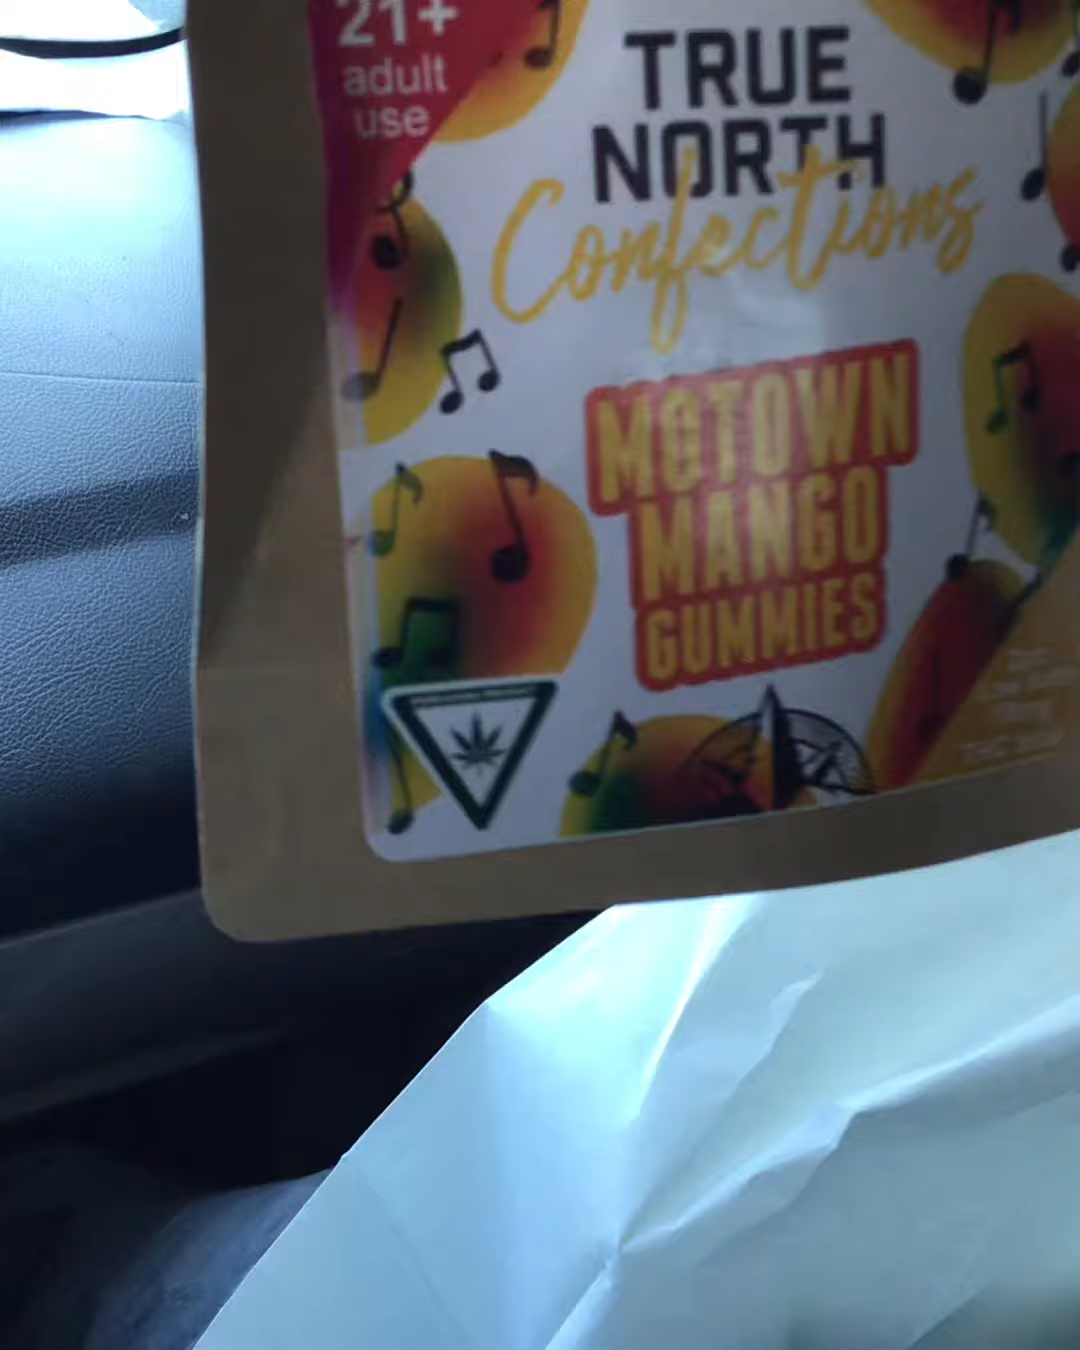 21+
adult
use
TRUE
NORTH
Confections
MOTOWN
MANGO
GUMMIES